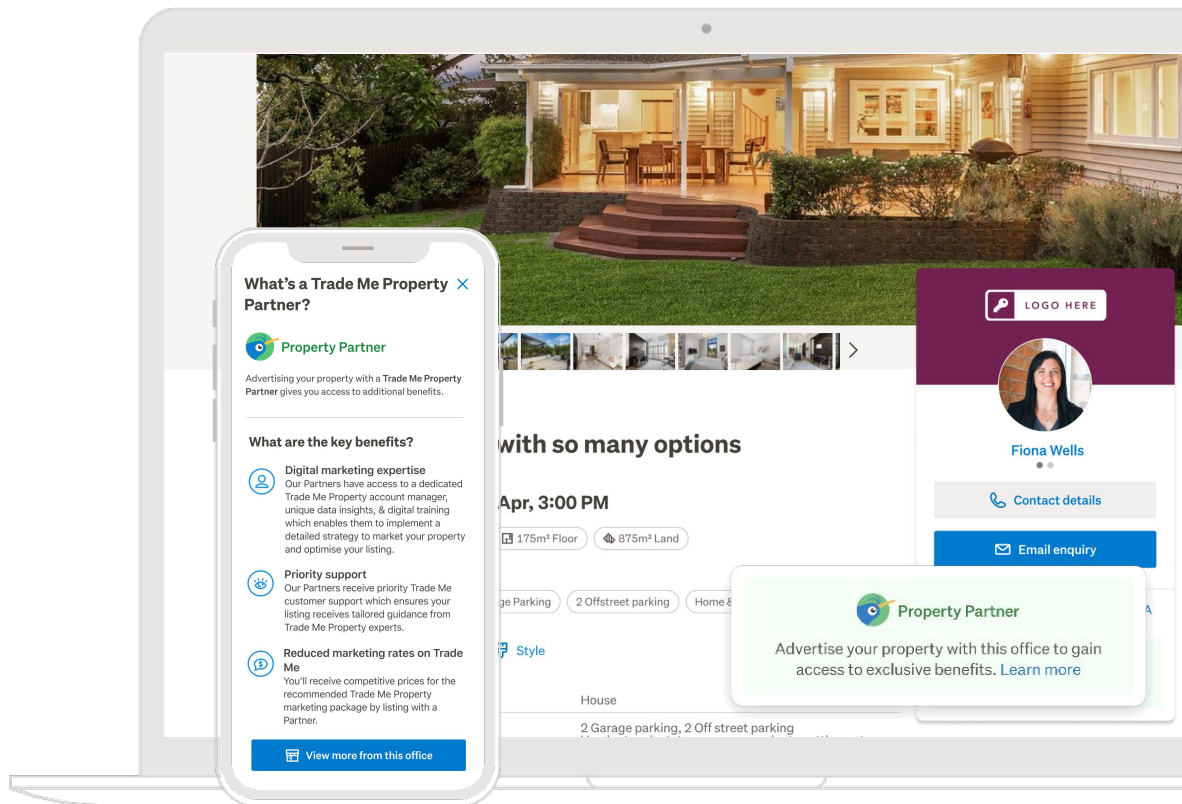 What's a Trade Me Property
Partner?
Property Partner
Advertising your property with a Trade Me Property
Partner gives you access to additional benefits.
What are the key benefits?
Digital marketing expertise
Our Partners have access to a dedicated
Trade Me Property account manager,
unique data insights, & digital training
which enables them to implement a
detailed strategy to market your property
and optimise your listing.
Priority support
Our Partners receive priority Trade Me
customer support which ensures your
listing receives tailored guidance from
Trade Me Property experts.
Reduced marketing rates on Trade
Me
You'll receive competitive prices for the
recommended Trade Me Property
marketing package by listing with a
Partner.
View more from this office
with so many options
Apr, 3:00 PM
175m² Floor
875m² Land
ge Parking
2 Offstreet parking
Home &
Style
House
2 Garage parking, 2 Off street parking
LOGO HERE
Fiona Wells
Contact details
Email enquiry
A
Property Partner
Advertise your property with this office to gain
access to exclusive benefits. Learn more